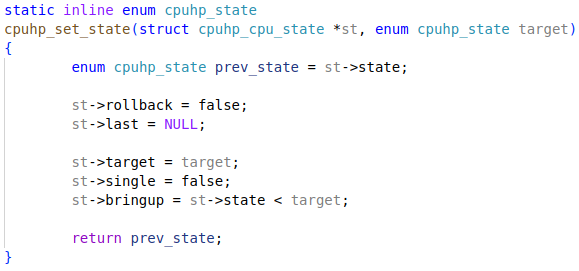 static inline enum cpuhp_state
cpuhp_set_state(struct cpuhp_cpu_state *st, enum cpuhp_state target)
{
        enum cpuhp_state prev_state = st->state;

        st->rollback = false;
        st->last = NULL;

        st->target = target;
        st->single = false;
        st->bringup = st->state < target;

        return prev_state;
}